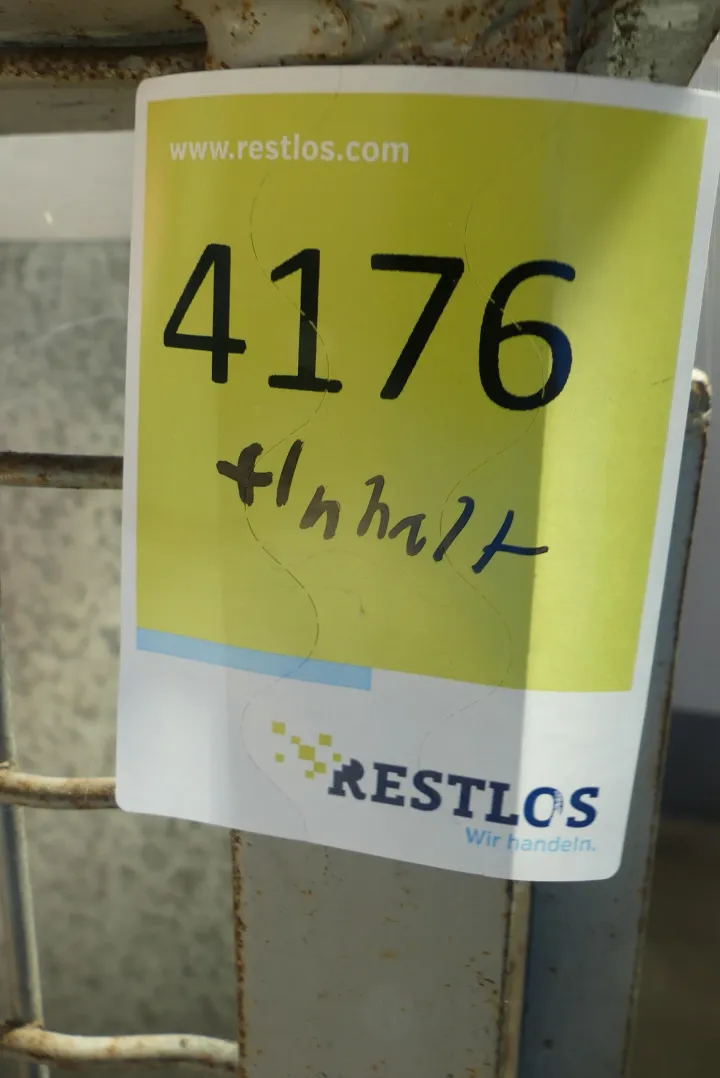 www.restlos.com
4176
+Inhalt
RESTLOS
Wir handeln.